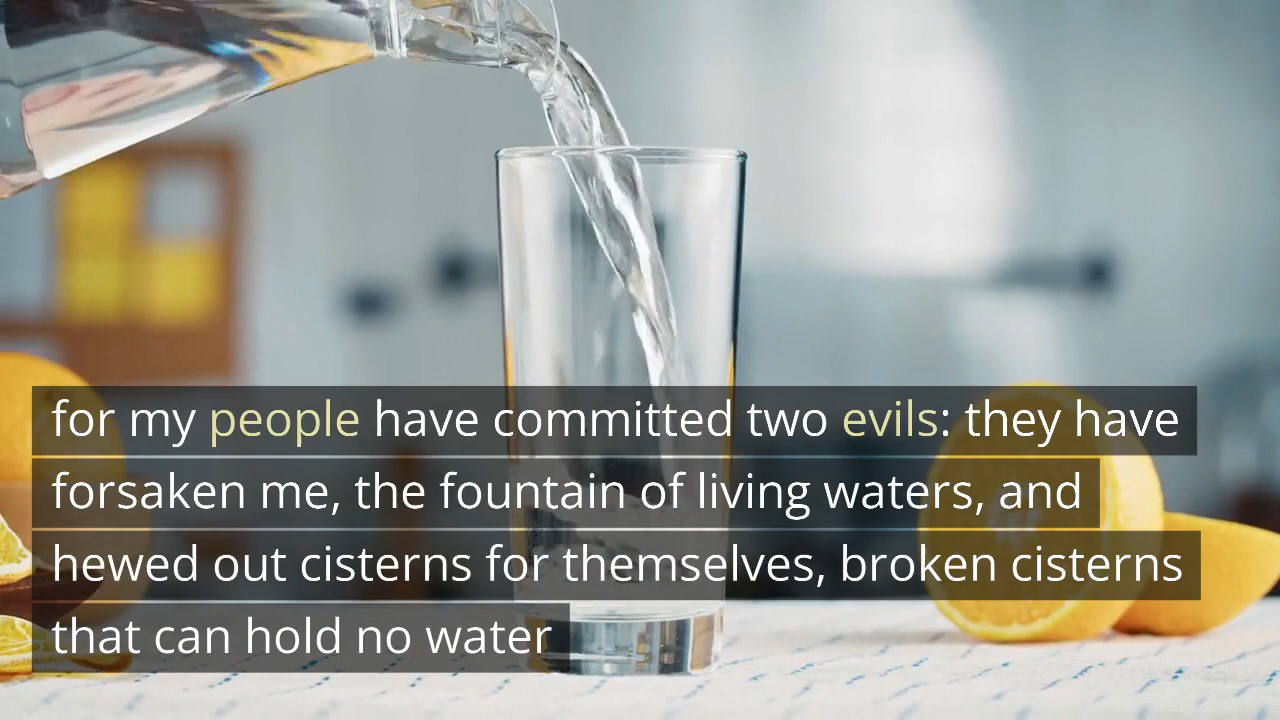 for my people have committed two evils: they have
forsaken me, the fountain of living waters, and
hewed out cisterns for themselves, broken cisterns
that can hold no water